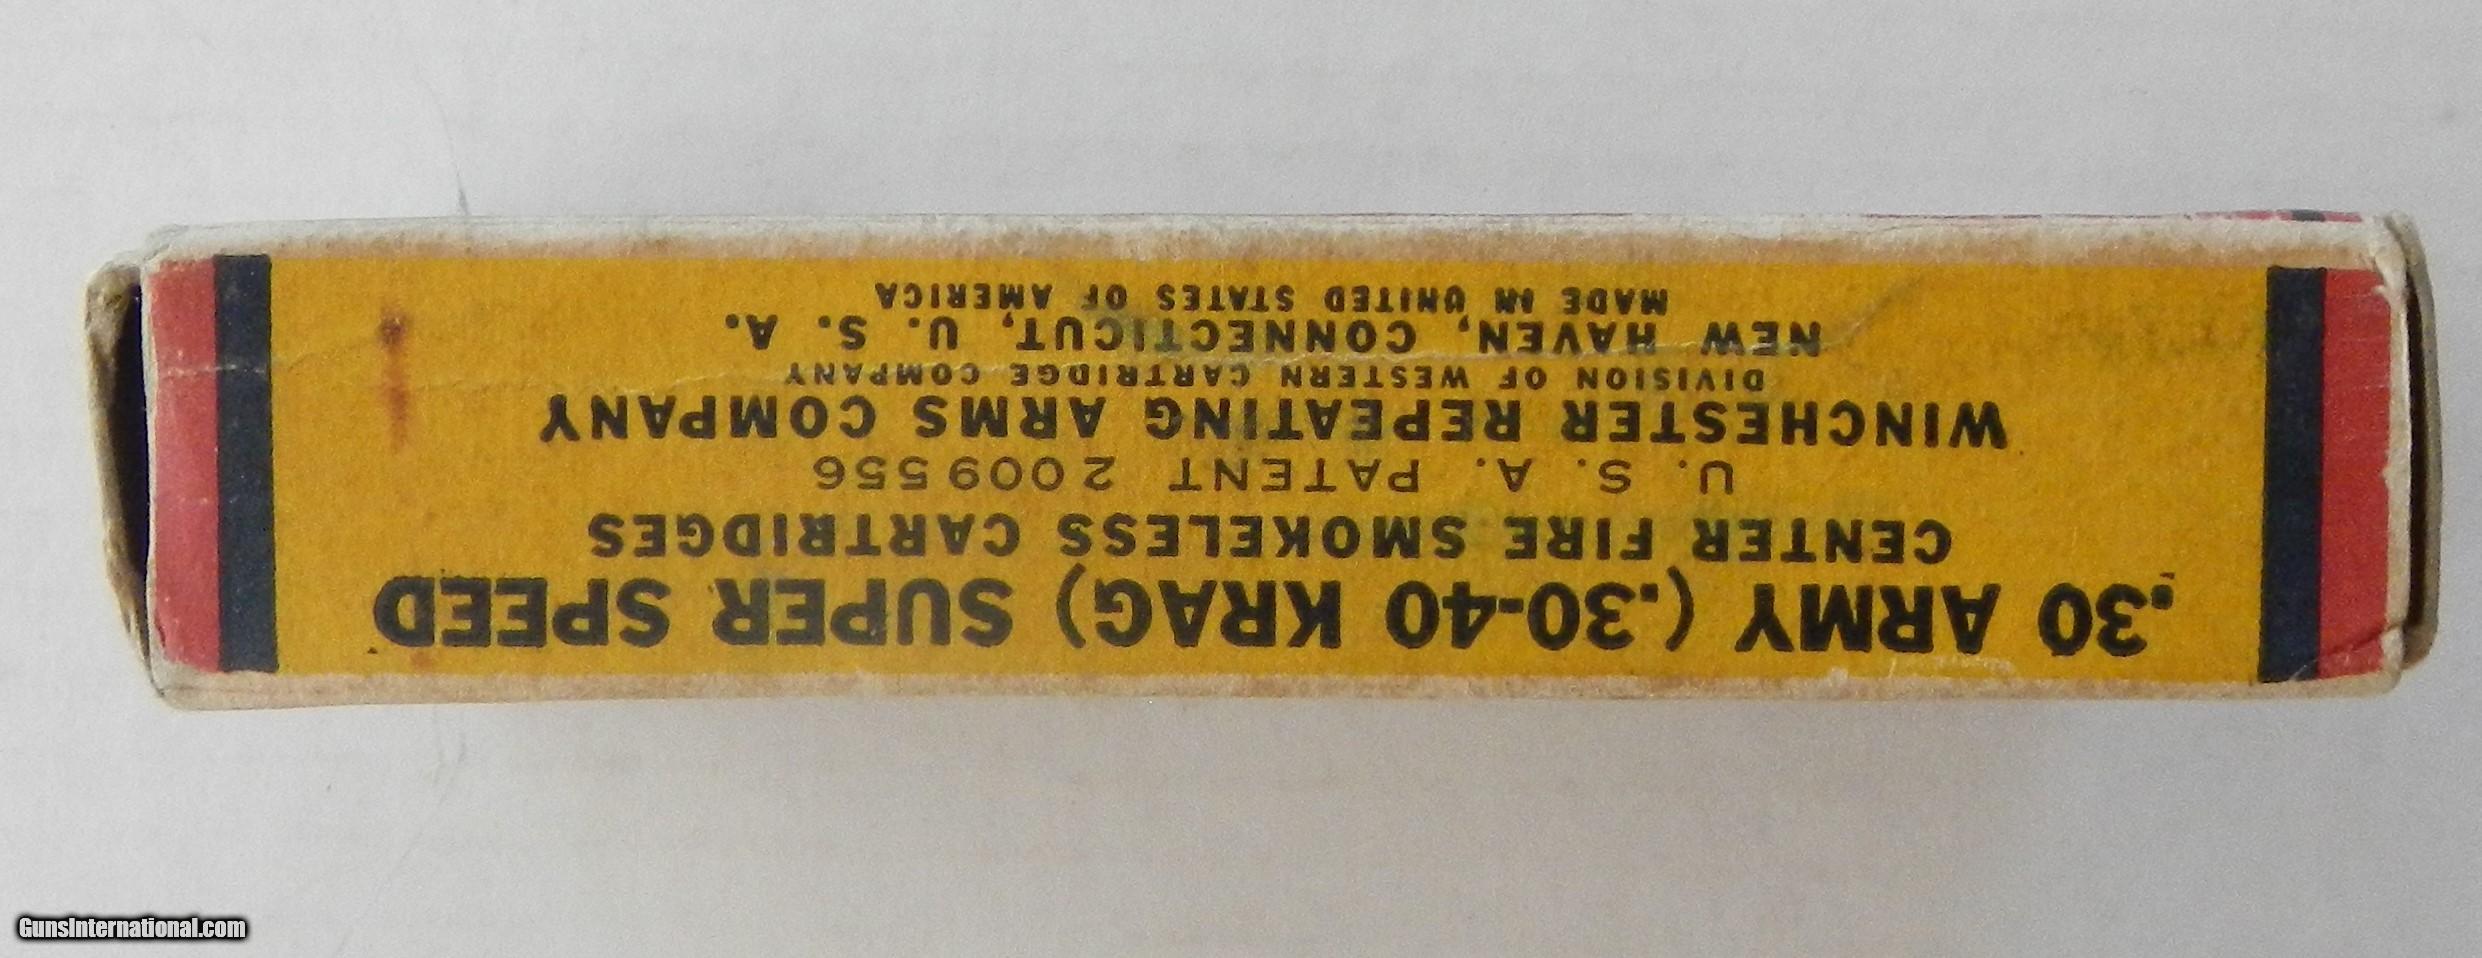 .30 ARMY (.30-40 KRAG) SUPER SPEED
CENTER FIRE SMOKELESS CARTRIDGES
U. S. A. PATENT 2009556
WINCHESTER REPEATING ARMS COMPANY
DIVISION OF WESTERN CARTRIDGE COMPANY
NEW HAVEN, CONNECTICUT, U. S. A.
MADE IN UNITED STATES OF AMERICA
GunsInternational.com